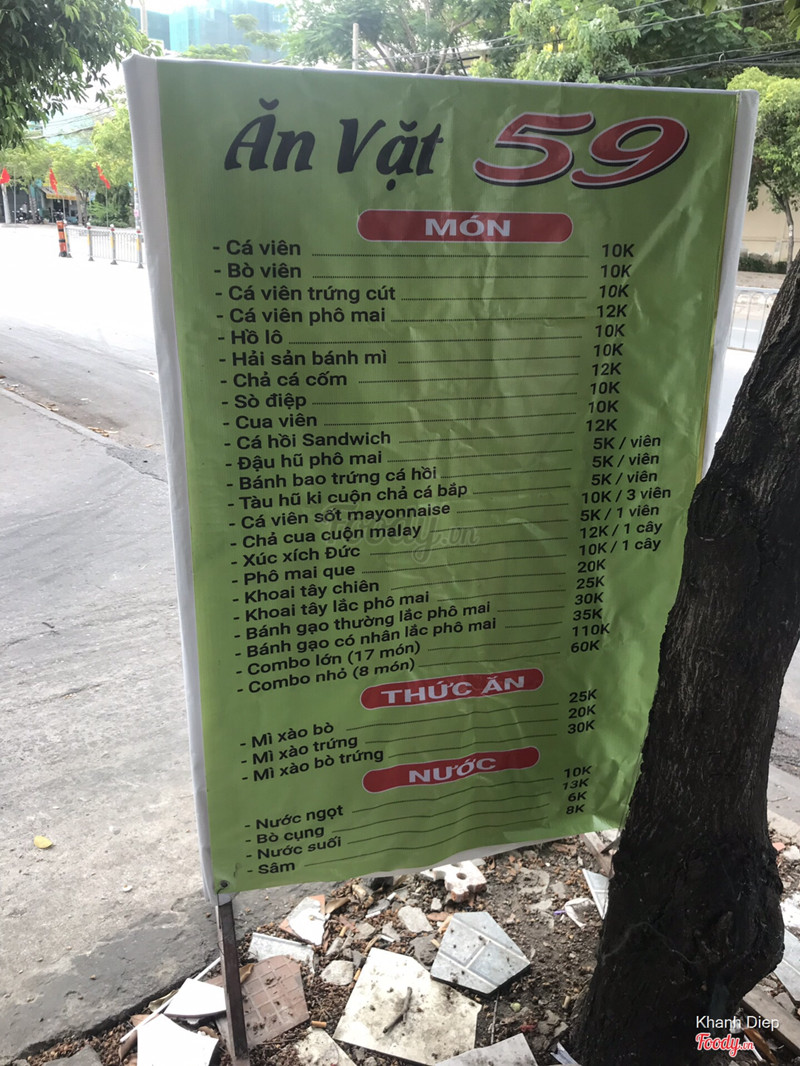 Ăn Vặt 59
MÓN
- Cá viên 10K
- Bò viên 10K
- Cá viên trứng cút 10K
- Cá viên phô mai 12K
- Hồ lô 10K
- Hải sản bánh mì 10K
- Chả cá cốm 12K
- Sò điệp 10K
- Cua viên 10K
- Cá hồi Sandwich 12K
- Đậu hũ phô mai 5K / viên
- Bánh bao trứng cá hồi 5K / viên
- Tàu hũ ki cuộn chả cá bắp 5K / viên
- Cá viên sốt mayonnaise 10K / 3 viên
- Chả cua cuộn malay 5K / 1 viên
- Xúc xích Đức 12K / 1 cây
- Phô mai que 10K / 1 cây
- Khoai tây chiên 20K
- Khoai tây lắc phô mai 25K
- Bánh gạo thường lắc phô mai 30K
- Bánh gạo có nhân lắc phô mai 35K
- Combo lớn (17 món) 110K
- Combo nhỏ (8 món) 60K
THỨC ĂN
- Mì xào bò 25K
- Mì xào trứng 20K
- Mì xào bò trứng 30K
NƯỚC
- Nước ngọt 10K
- Bò cụng 13K
- Nước suối 6K
- Sâm 8K
Foody.vn
Khanh Diep
Foody.vn